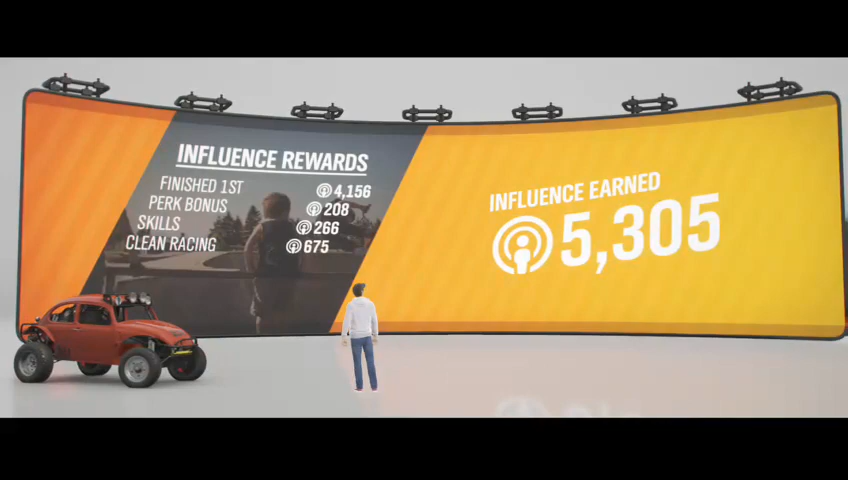 INFLUENCE REWARDS
FINISHED 1ST 4,156
PERK BONUS 208
SKILLS 266
CLEAN RACING 675
INFLUENCE EARNED
5,305